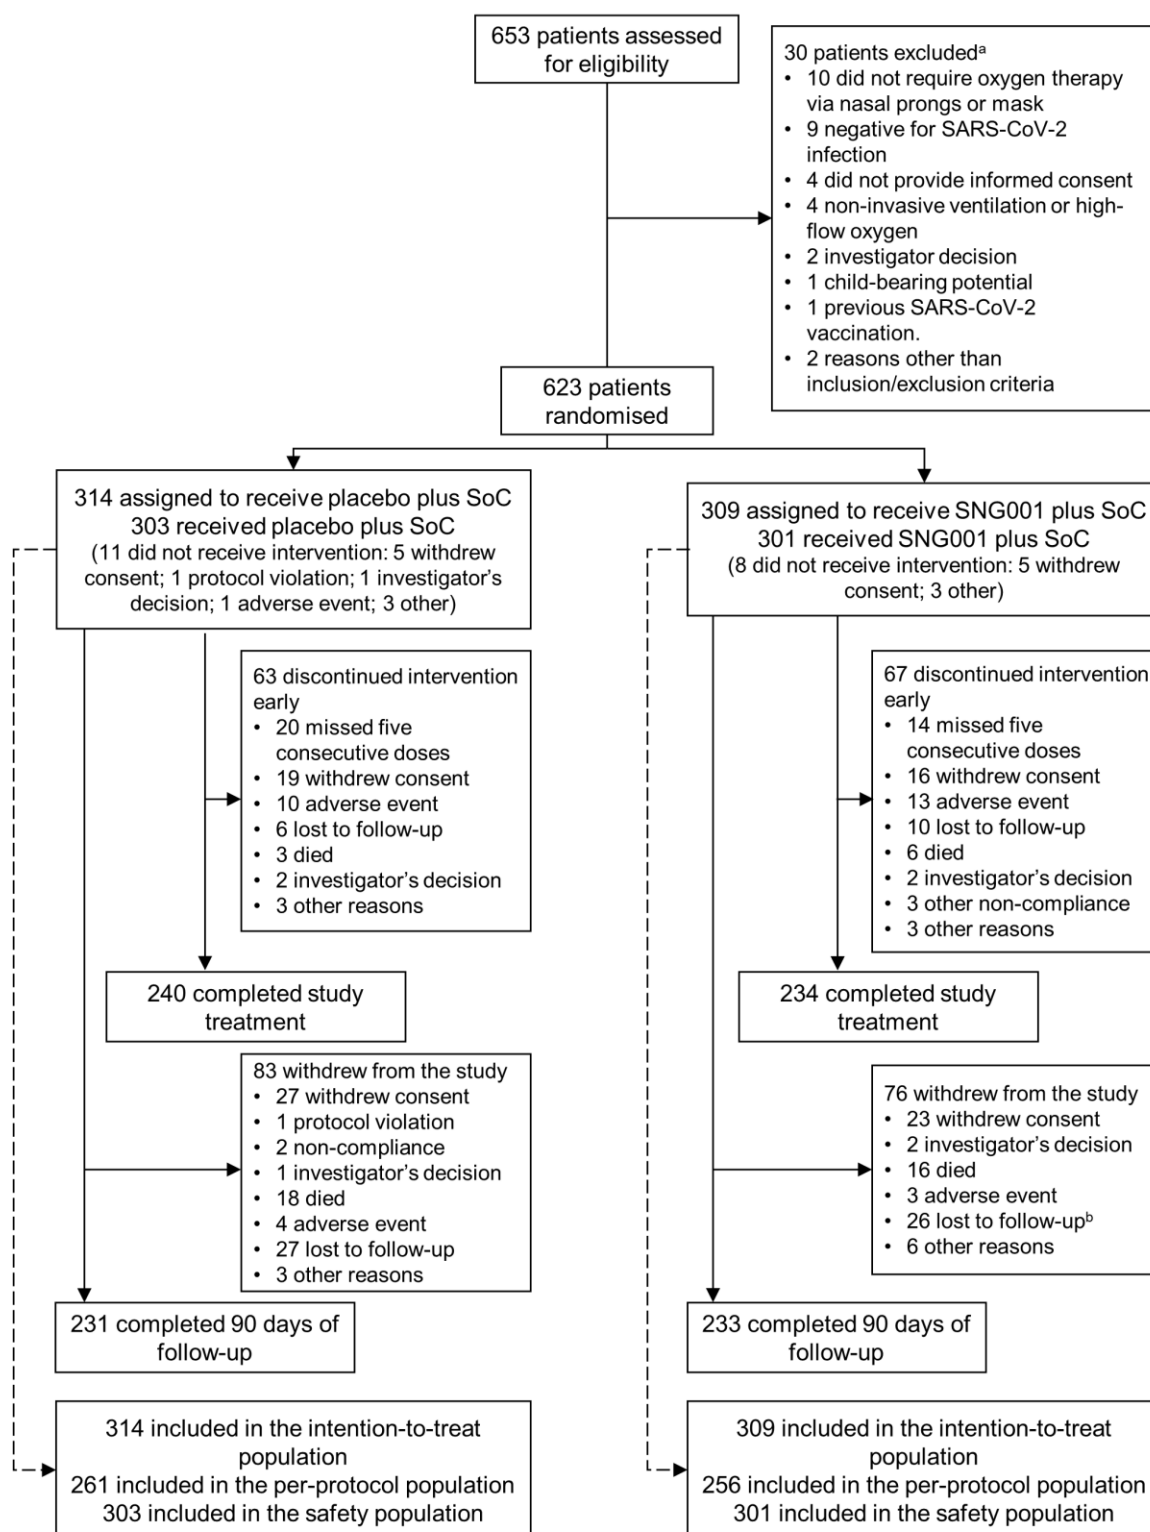 653 patients assessed
for eligibility
30 patients excludedᵃ
• 10 did not require oxygen therapy
via nasal prongs or mask
• 9 negative for SARS-CoV-2
infection
• 4 did not provide informed consent
• 4 non-invasive ventilation or high-
flow oxygen
• 2 investigator decision
• 1 child-bearing potential
• 1 previous SARS-CoV-2
vaccination.
• 2 reasons other than
inclusion/exclusion criteria
623 patients
randomised
314 assigned to receive placebo plus SoC
303 received placebo plus SoC
(11 did not receive intervention: 5 withdrew
consent; 1 protocol violation; 1 investigator's
decision; 1 adverse event; 3 other)
309 assigned to receive SNG001 plus SoC
301 received SNG001 plus SoC
(8 did not receive intervention: 5 withdrew
consent; 3 other)
63 discontinued intervention
early
• 20 missed five
consecutive doses
• 19 withdrew consent
• 10 adverse event
• 6 lost to follow-up
• 3 died
• 2 investigator's decision
• 3 other reasons
67 discontinued intervention
early
• 14 missed five
consecutive doses
• 16 withdrew consent
• 13 adverse event
• 10 lost to follow-up
• 6 died
• 2 investigator's decision
• 3 other non-compliance
• 3 other reasons
240 completed study
treatment
234 completed study
treatment
83 withdrew from the study
• 27 withdrew consent
• 1 protocol violation
• 2 non-compliance
• 1 investigator's decision
• 18 died
• 4 adverse event
• 27 lost to follow-up
• 3 other reasons
76 withdrew from the study
• 23 withdrew consent
• 2 investigator's decision
• 16 died
• 3 adverse event
• 26 lost to follow-upᵇ
• 6 other reasons
231 completed 90 days of
follow-up
233 completed 90 days of
follow-up
314 included in the intention-to-treat
population
261 included in the per-protocol population
303 included in the safety population
309 included in the intention-to-treat
population
256 included in the per-protocol population
301 included in the safety population